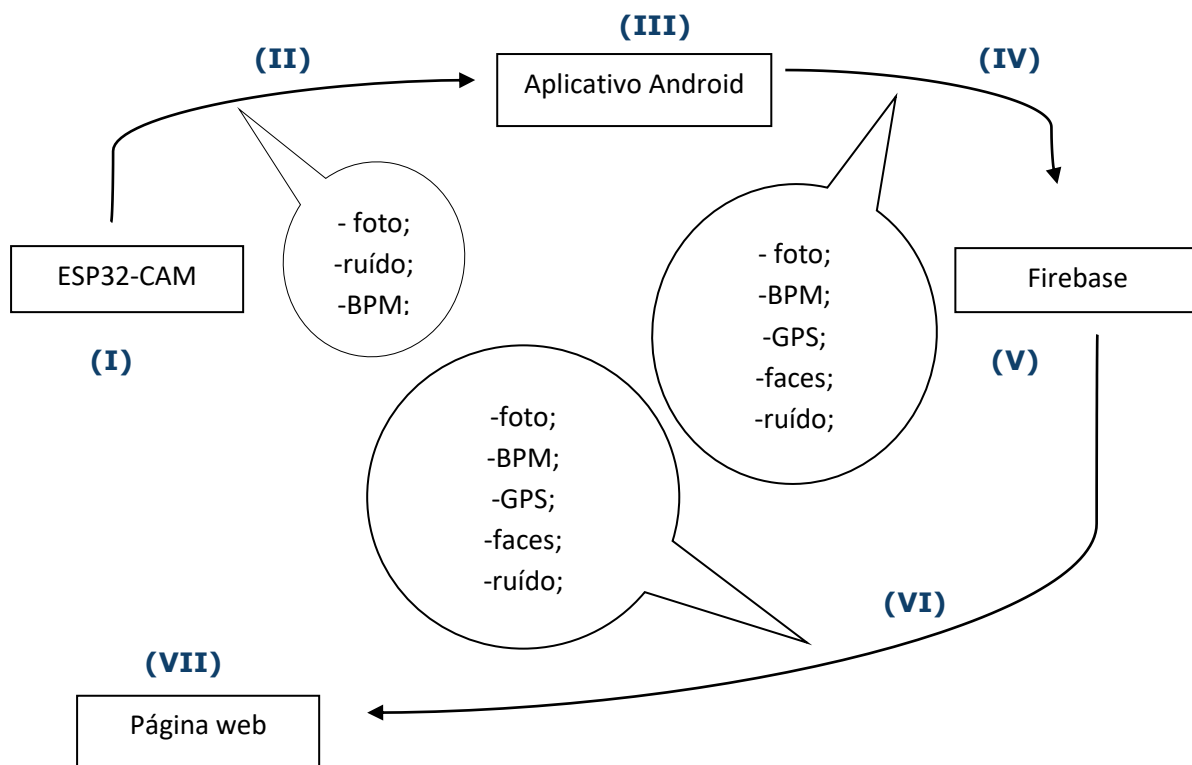 (III)
(II)
(IV)
Aplicativo Android
- foto;
-ruído;
-BPM;
ESP32-CAM
(I)
- foto;
-BPM;
-GPS;
-faces;
-ruído;
Firebase
(V)
-foto;
-BPM;
-GPS;
-faces;
-ruído;
(VI)
(VII)
Página web